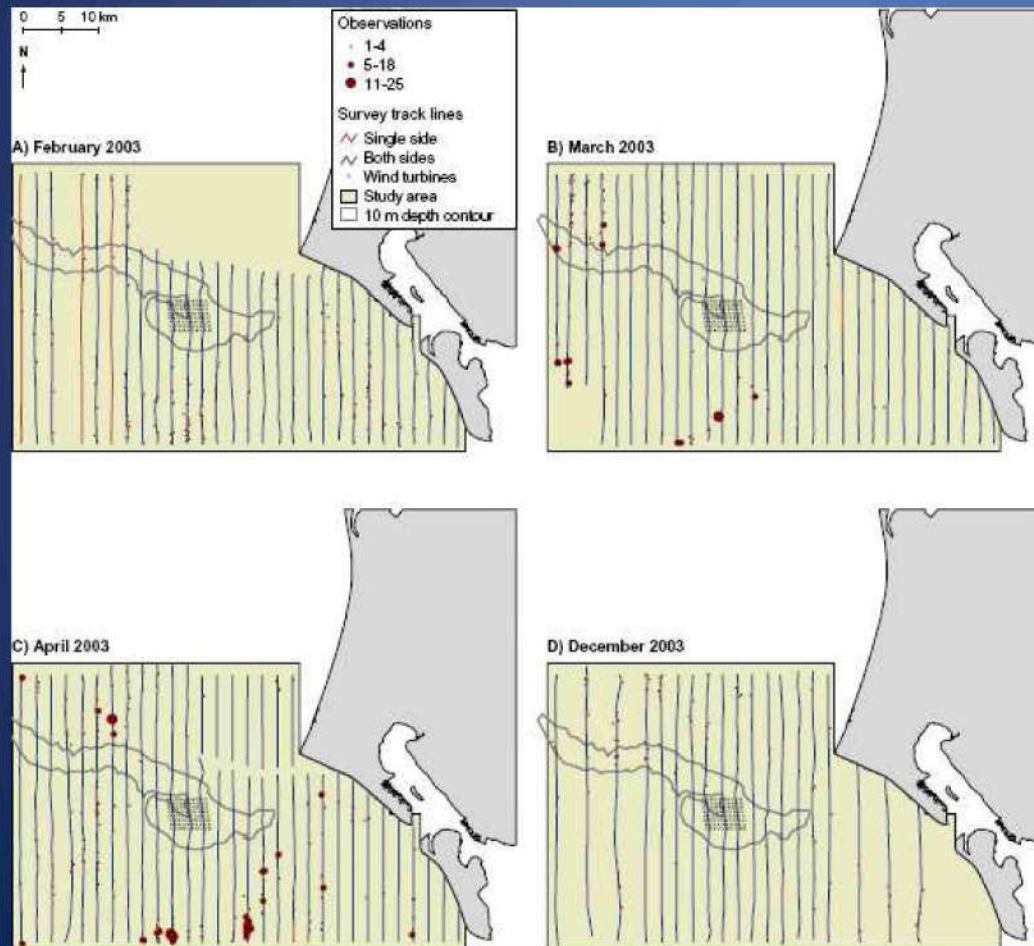 0 5 10 km
N
Observations
1-4
5-18
11-25
Survey track lines
Single side
Both sides
Wind turbines
Study area
10 m depth contour
A) February 2003
B) March 2003
C) April 2003
D) December 2003